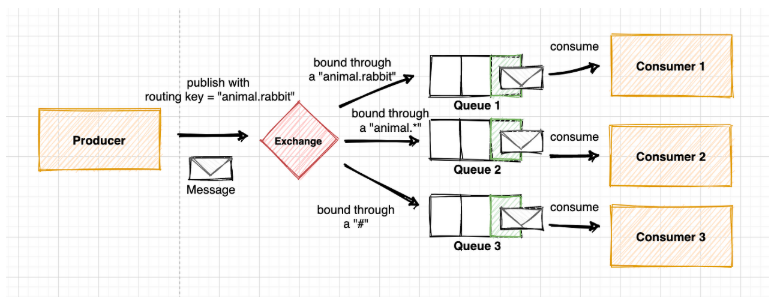 publish with
routing key = "animal.rabbit"
Producer
Message
Exchange
bound through
a "animal.rabbit"
bound through
a "animal.*"
bound through
a "#"
Queue 1
Queue 2
Queue 3
consume
Consumer 1
consume
Consumer 2
consume
Consumer 3